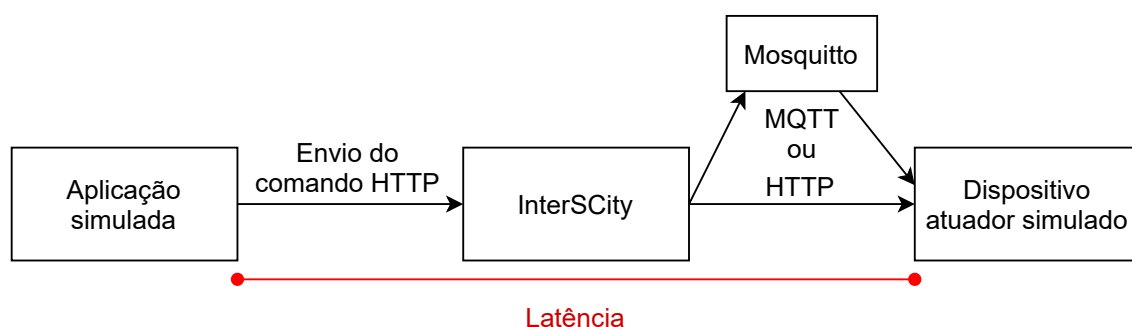 Mosquitto
Aplicação
simulada
Envio do
comando HTTP
InterSCity
MQTT
ou
HTTP
Dispositivo
atuador simulado
Latência